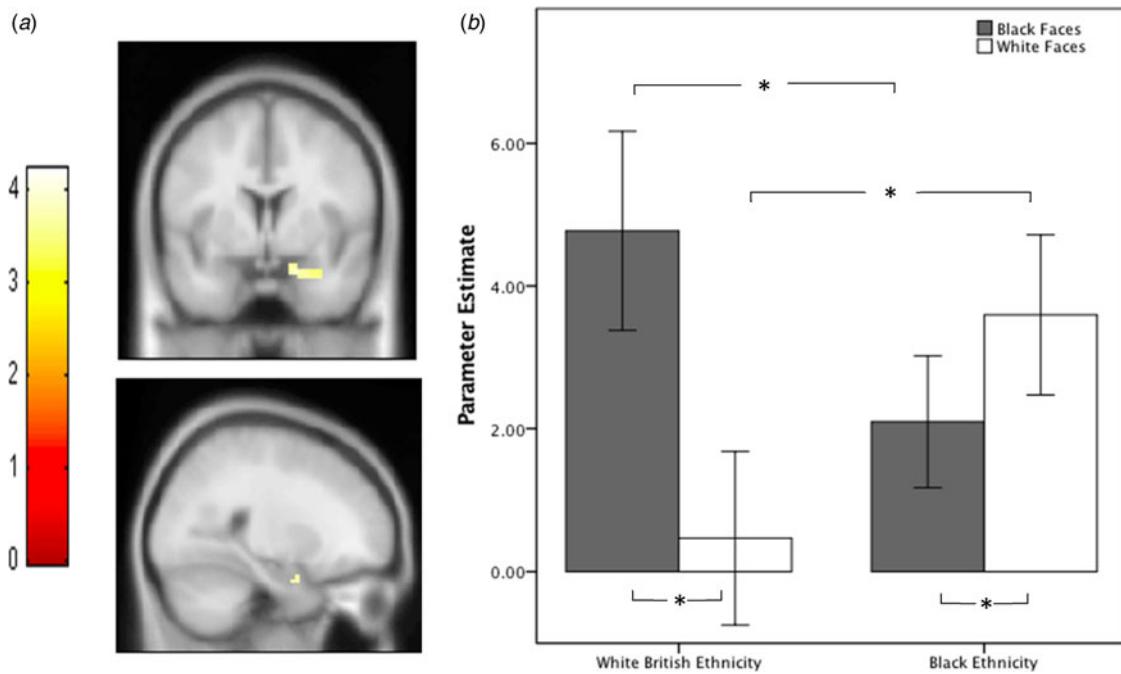 (a)
4
3
2
1
0
(b)
Black Faces
White Faces
*
*
6.00
4.00
2.00
0.00
Parameter Estimate
*
*
White British Ethnicity
Black Ethnicity